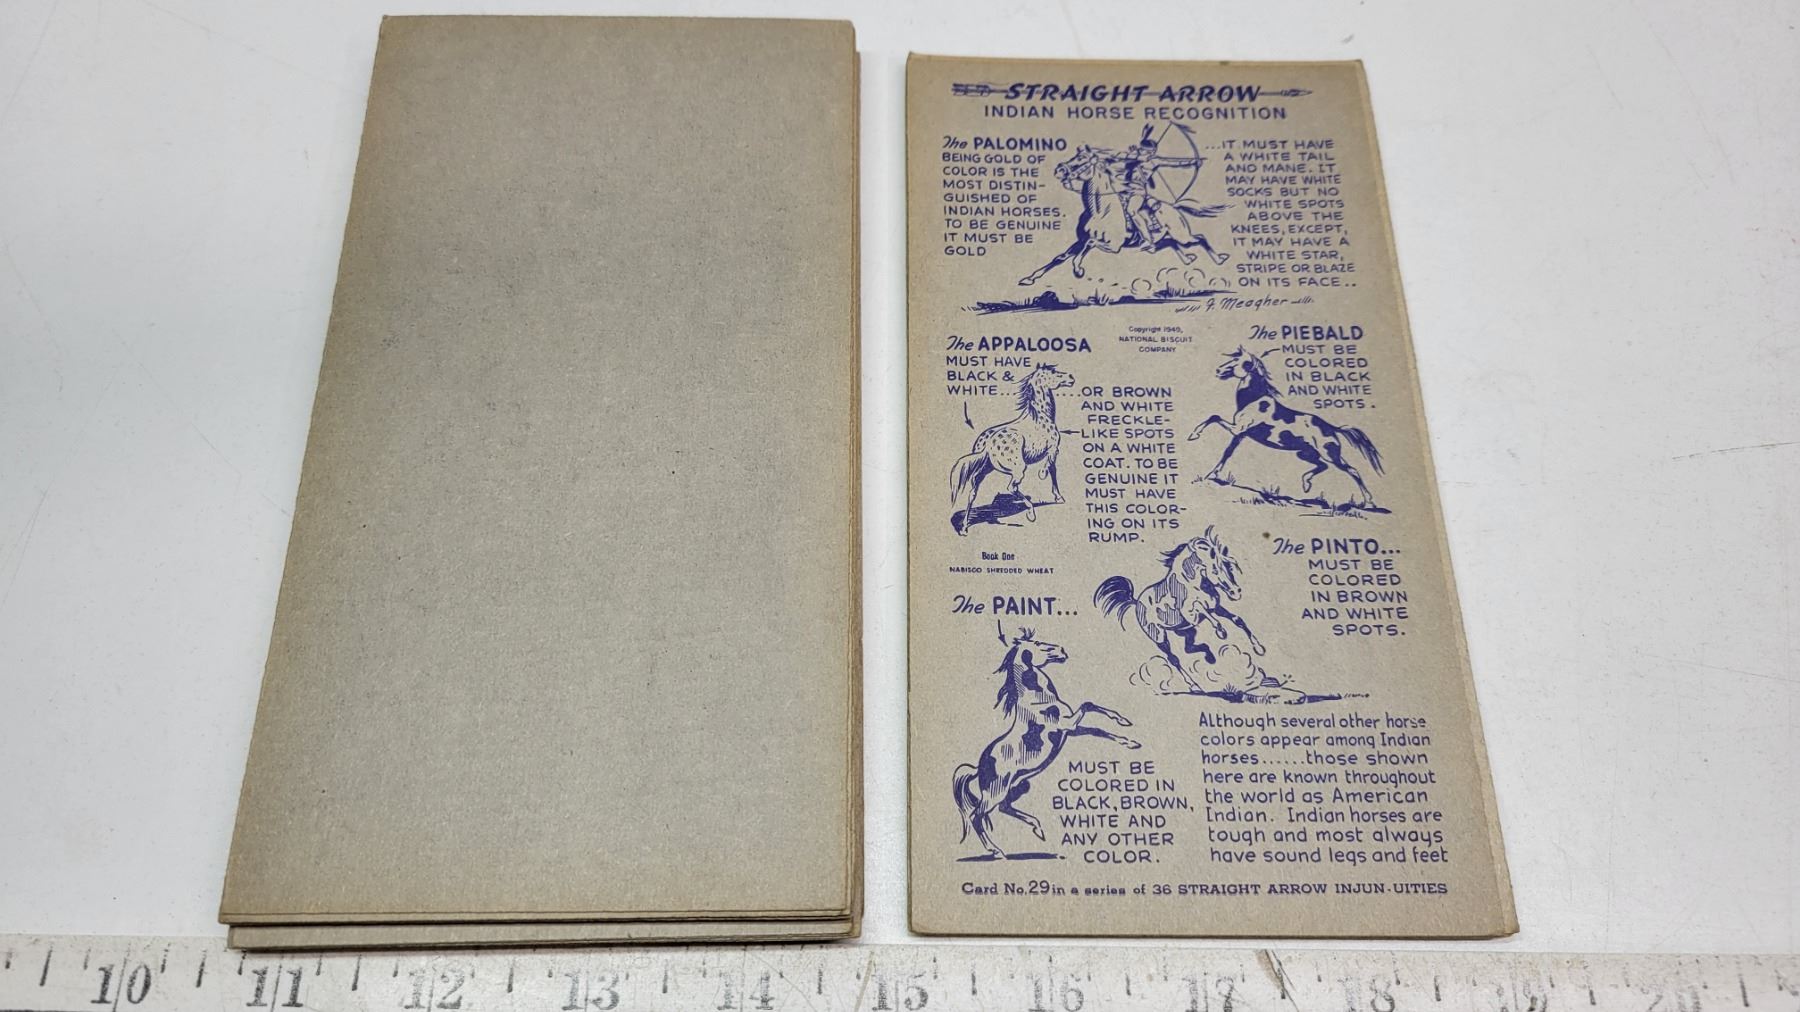 STRAIGHT ARROW
INDIAN HORSE RECOGNITION
The PALOMINO
BEING GOLD OF
COLOR IS THE
MOST DISTIN-
GUISHED OF
INDIAN HORSES.
TO BE GENUINE
IT MUST BE
GOLD
...IT MUST HAVE
A WHITE TAIL
AND MANE. IT
MAY HAVE WHITE
SOCKS BUT NO
WHITE SPOTS
ABOVE THE
KNEES, EXCEPT,
IT MAY HAVE A
WHITE STAR,
STRIPE OR BLAZE
ON ITS FACE..
J. Meagher
Copyright 1949,
NATIONAL BISCUIT
COMPANY
The APPALOOSA
MUST HAVE
BLACK &
WHITE...
....OR BROWN
AND WHITE
FRECKLE-
LIKE SPOTS
ON A WHITE
COAT. TO BE
GENUINE IT
MUST HAVE
THIS COLOR-
ING ON ITS
RUMP.
The PIEBALD
MUST BE
COLORED
IN BLACK
AND WHITE
SPOTS.
Book One
NABISCO SHREDDED WHEAT
The PINTO...
MUST BE
COLORED
IN BROWN
AND WHITE
SPOTS.
The PAINT...
MUST BE
COLORED IN
BLACK, BROWN,
WHITE AND
ANY OTHER
COLOR.
Although several other horse
colors appear among Indian
horses......those shown
here are known throughout
the world as American
Indian. Indian horses are
tough and most always
have sound legs and feet
Card No. 29 in a series of 36 STRAIGHT ARROW INJUN-UITIES
10 11 12 13 14 15 16 17 18 19 20